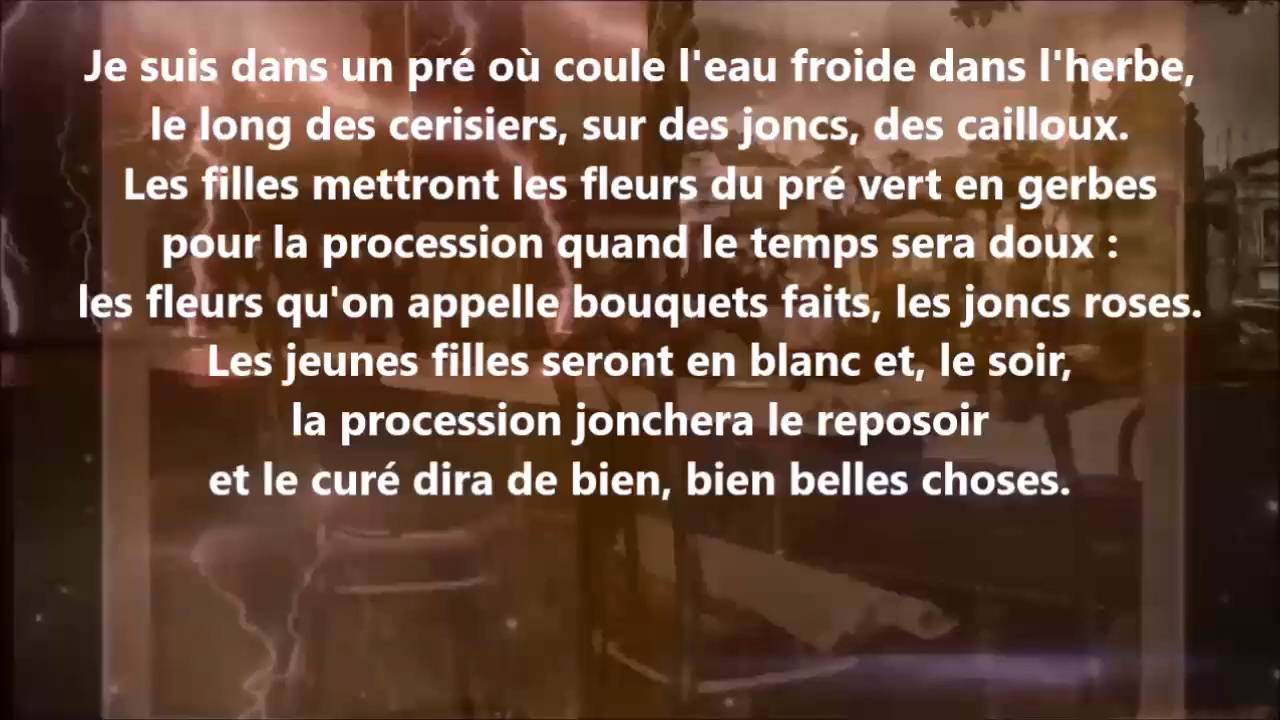 Je suis dans un pré où coule l'eau froide dans l'herbe,
le long des cerisiers, sur des joncs, des cailloux.
Les filles mettront les fleurs du pré vert en gerbes
pour la procession quand le temps sera doux :
les fleurs qu'on appelle bouquets faits, les joncs roses.
Les jeunes filles seront en blanc et, le soir,
la procession jonchera le reposoir
et le curé dira de bien, bien belles choses.